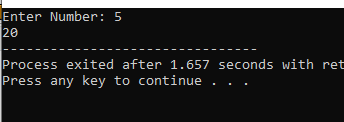 Enter Number: 5
20
--------------------------------
Process exited after 1.657 seconds with ret
Press any key to continue . . .